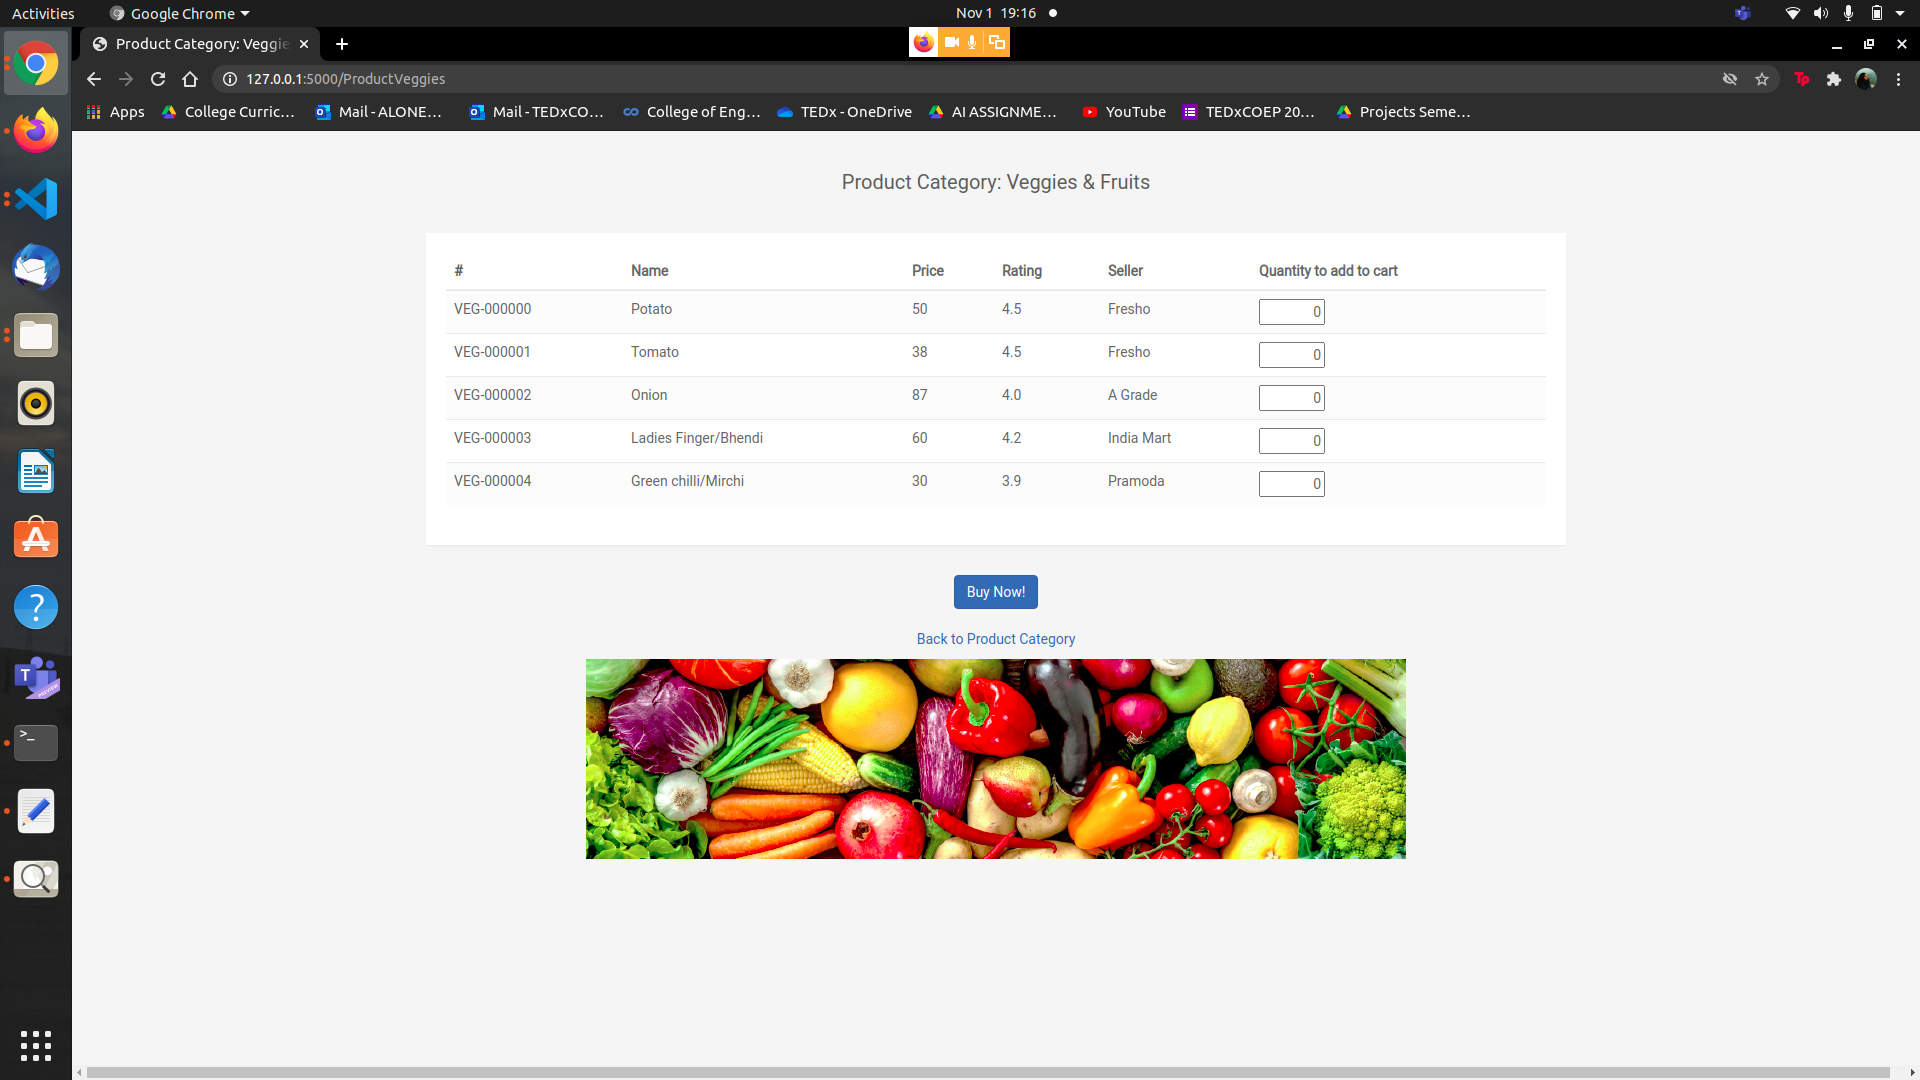 Activities Google Chrome Nov 1 19:16
Product Category: Veggie
127.0.0.1:5000/ProductVeggies
Apps College Curric... Mail - ALONE... Mail - TEDxCO... College of Eng... TEDx - OneDrive AI ASSIGNME... YouTube TEDxCOEP 20... Projects Seme...
Product Category: Veggies & Fruits
# Name Price Rating Seller Quantity to add to cart
VEG-000000 Potato 50 4.5 Fresho 0
VEG-000001 Tomato 38 4.5 Fresho 0
VEG-000002 Onion 87 4.0 A Grade 0
VEG-000003 Ladies Finger/Bhendi 60 4.2 India Mart 0
VEG-000004 Green chilli/Mirchi 30 3.9 Pramoda 0
Buy Now!
Back to Product Category